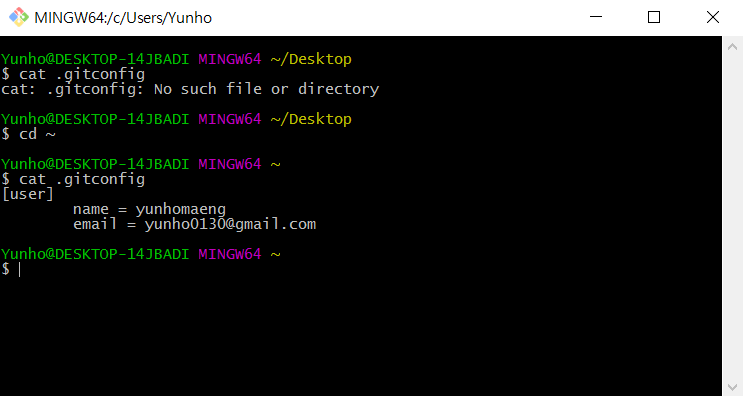 MINGW64:/c/Users/Yunho
Yunho@DESKTOP-14JBADI MINGW64 ~/Desktop
$ cat .gitconfig
cat: .gitconfig: No such file or directory
Yunho@DESKTOP-14JBADI MINGW64 ~/Desktop
$ cd ~
Yunho@DESKTOP-14JBADI MINGW64 ~
$ cat .gitconfig
[user]
        name = yunhomaeng
        email = yunho0130@gmail.com
Yunho@DESKTOP-14JBADI MINGW64 ~
$